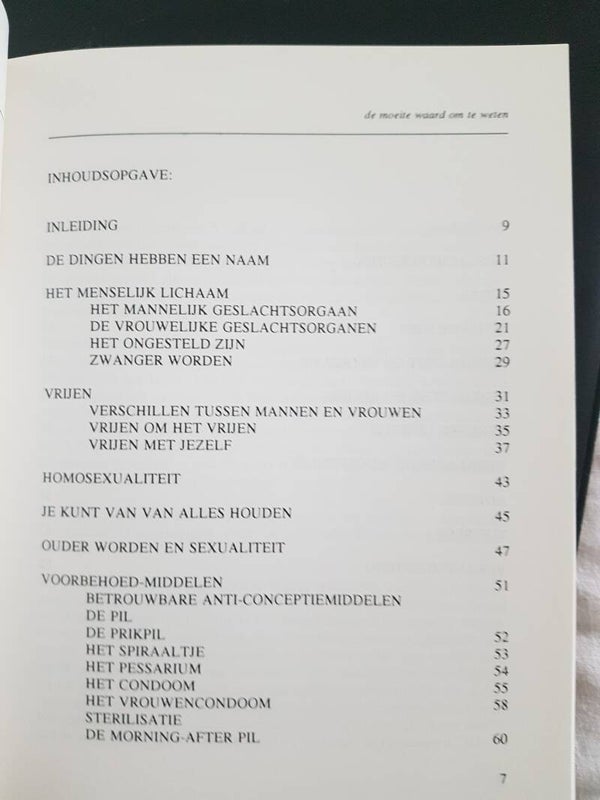 de moeite waard om te weten
INHOUDSOPGAVE:
INLEIDING 9
DE DINGEN HEBBEN EEN NAAM 11
HET MENSELIJK LICHAAM 15
HET MANNELIJK GESLACHTSORGAAN 16
DE VROUWELIJKE GESLACHTSORGANEN 21
HET ONGESTELD ZIJN 27
ZWANGER WORDEN 29
VRIJEN 31
VERSCHILLEN TUSSEN MANNEN EN VROUWEN 33
VRIJEN OM HET VRIJEN 35
VRIJEN MET JEZELF 37
HOMOSEXUALITEIT 43
JE KUNT VAN VAN ALLES HOUDEN 45
OUDER WORDEN EN SEXUALITEIT 47
VOORBEHOED-MIDDELEN 51
BETROUWBARE ANTI-CONCEPTIEMIDDELEN
DE PIL
DE PRIKPIL 52
HET SPIRAALTJE 53
HET PESSARIUM 54
HET CONDOOM 55
HET VROUWENCONDOOM 58
STERILISATIE
DE MORNING-AFTER PIL 60
7